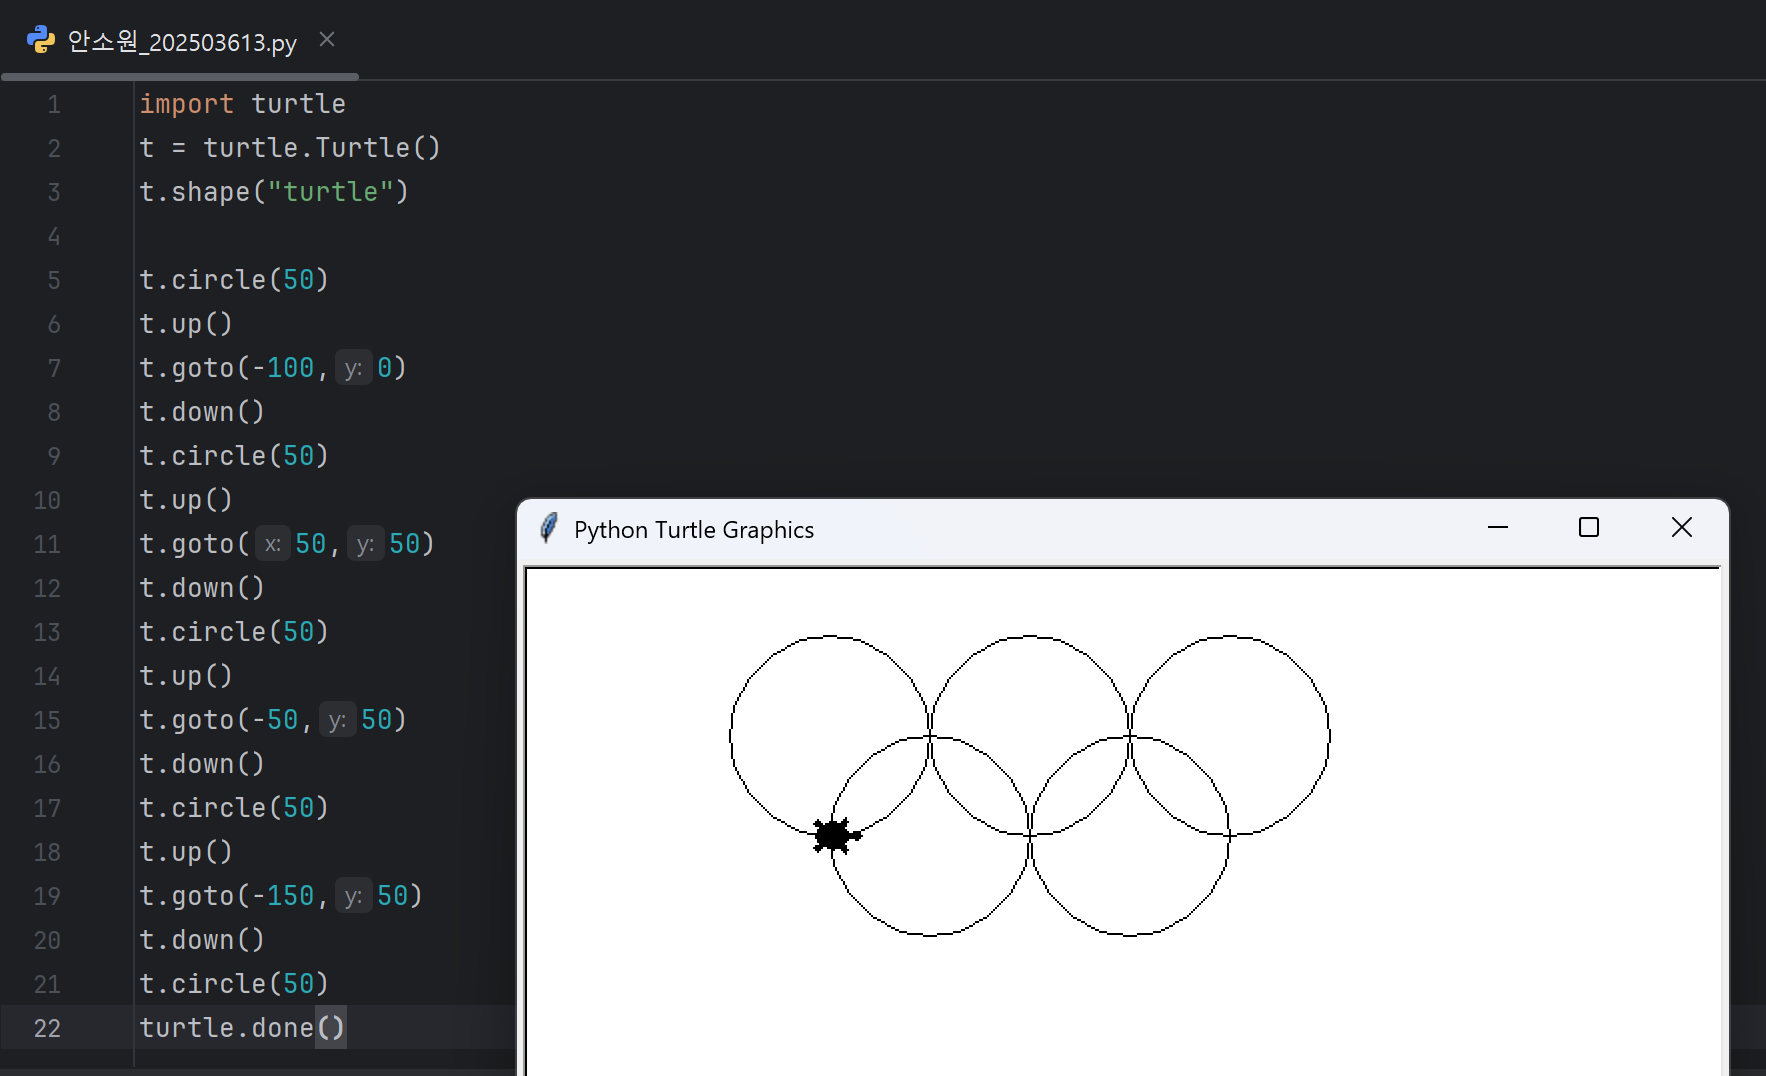 안소원_202503613.py
1 import turtle
2 t = turtle.Turtle()
3 t.shape("turtle")
4
5 t.circle(50)
6 t.up()
7 t.goto(-100, y: 0)
8 t.down()
9 t.circle(50)
10 t.up()
11 t.goto( x: 50, y: 50)
12 t.down()
13 t.circle(50)
14 t.up()
15 t.goto(-50, y: 50)
16 t.down()
17 t.circle(50)
18 t.up()
19 t.goto(-150, y: 50)
20 t.down()
21 t.circle(50)
22 turtle.done()
Python Turtle Graphics